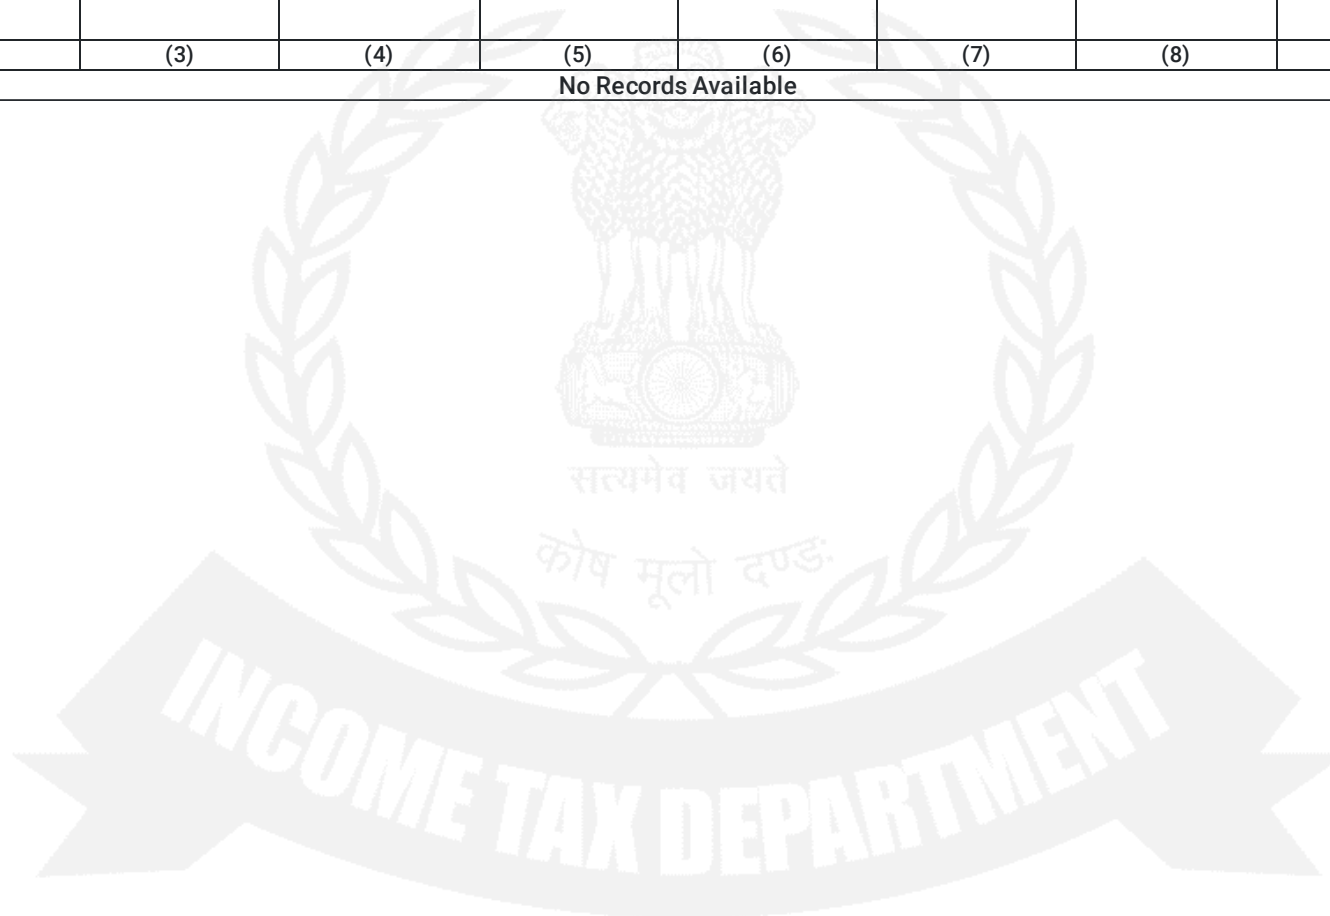 (3) (4) (5) (6) (7) (8)
No Records Available
सत्यमेव जयते
कोष मूलो दण्डः
INCOME TAX DEPARTMENT